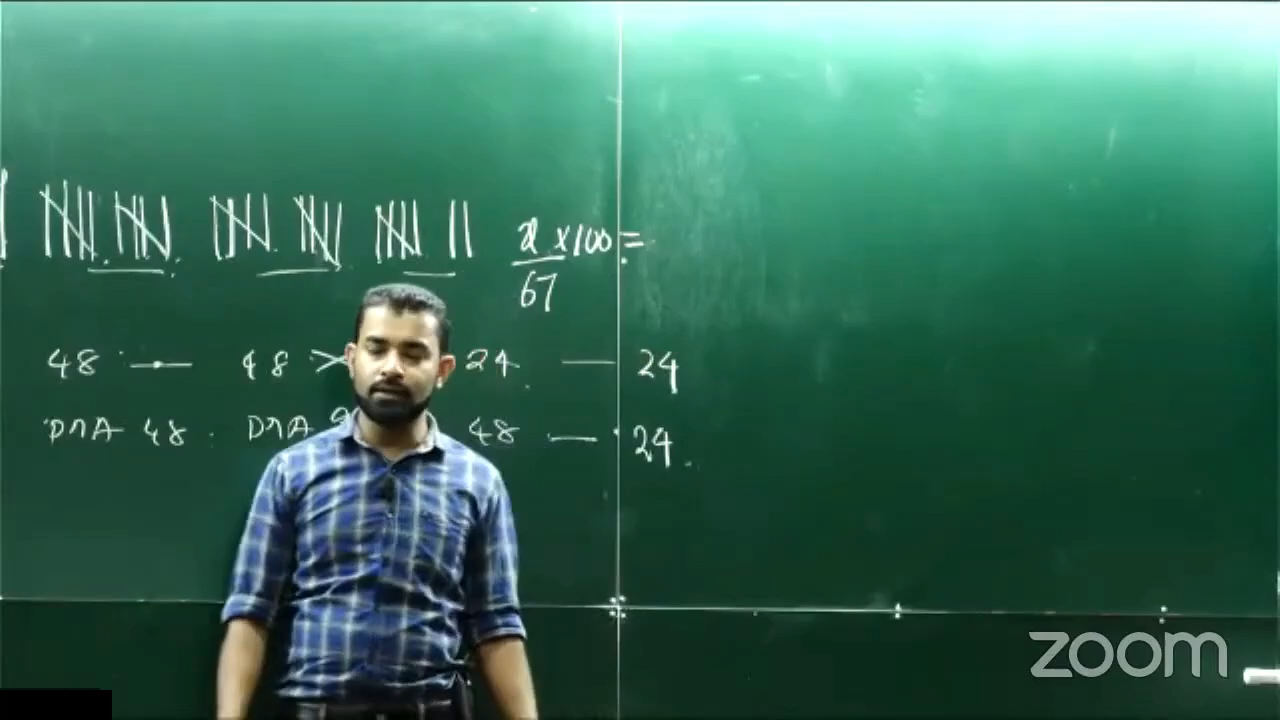 x 100 =
67
48 — 48 × 24 — 24
DNA 48 DNA 48 — 24
zoom